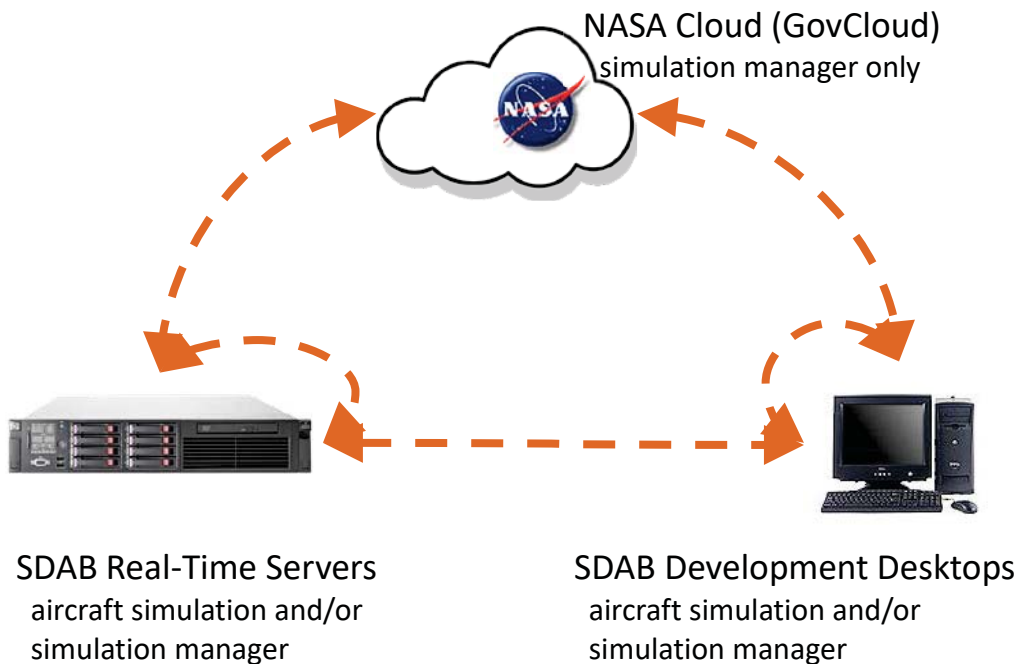 NASA Cloud (GovCloud)
simulation manager only
NASA
SDAB Real-Time Servers
aircraft simulation and/or
simulation manager
SDAB Development Desktops
aircraft simulation and/or
simulation manager